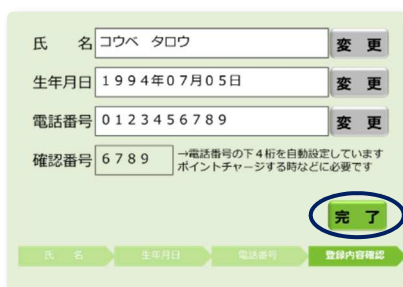 氏 名 コウベ タロウ 変 更
生年月日 1994年07月05日 変 更
電話番号 0123456789 変 更
確認番号 6789 →電話番号の下4桁を自動設定しています
ポイントチャージする時などに必要です
完 了
氏 名 生年月日 電話番号 登録内容確認